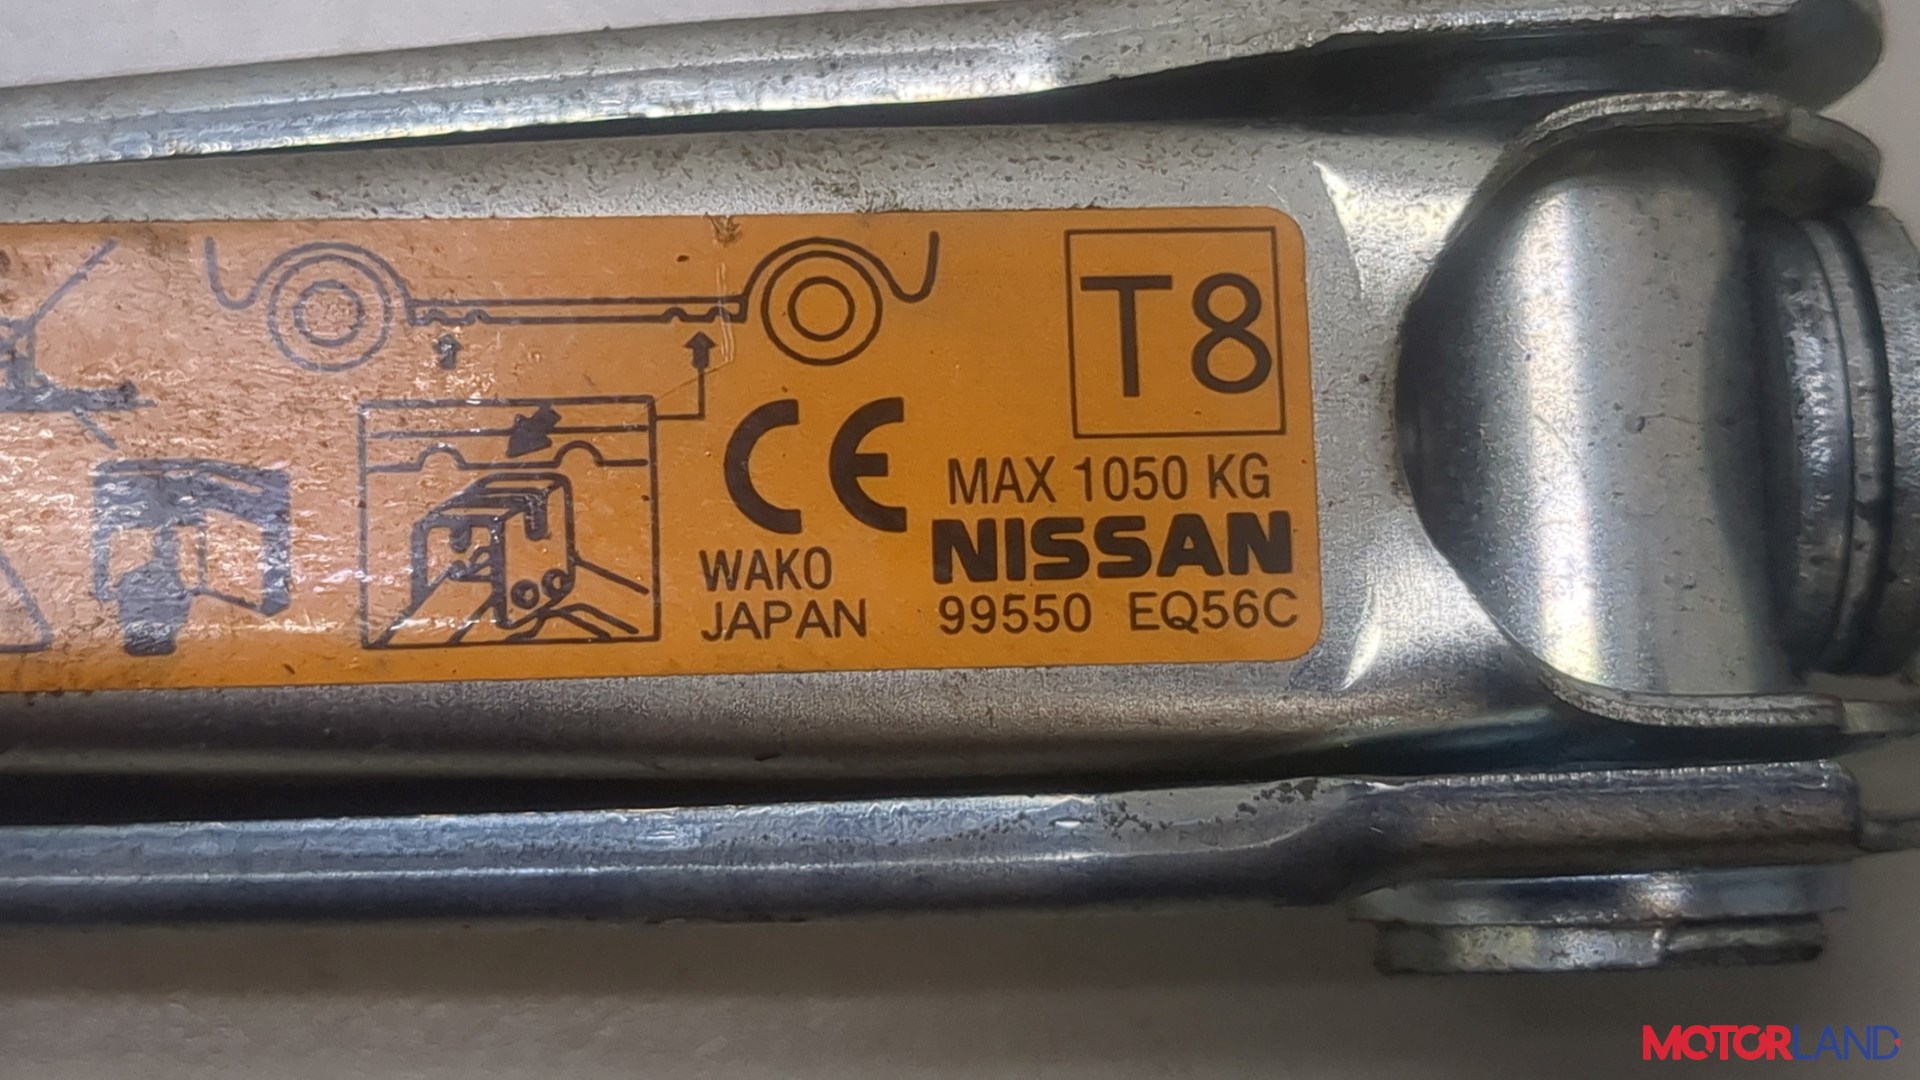 T8
CE
MAX 1050 KG
NISSAN
WAKO
JAPAN
99550 EQ56C
MOTORLAND